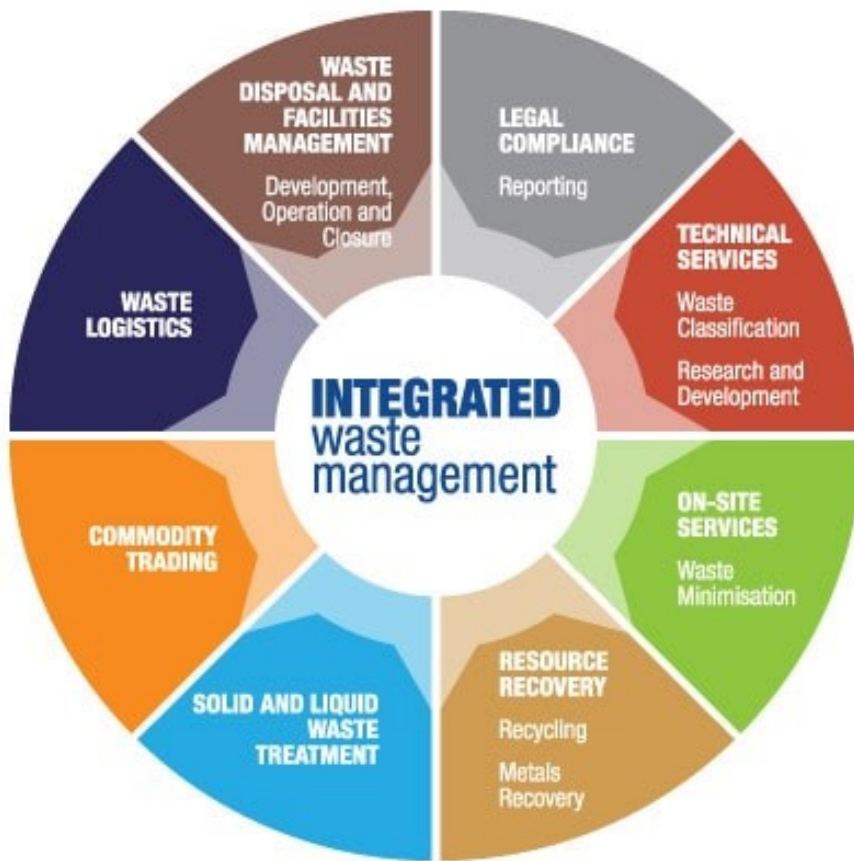 INTEGRATED
waste
management
LEGAL
COMPLIANCE
Reporting
TECHNICAL
SERVICES
Waste
Classification
Research and
Development
ON-SITE
SERVICES
Waste
Minimisation
RESOURCE
RECOVERY
Recycling
Metals
Recovery
SOLID AND LIQUID
WASTE
TREATMENT
COMMODITY
TRADING
WASTE
LOGISTICS
WASTE
DISPOSAL AND
FACILITIES
MANAGEMENT
Development,
Operation and
Closure